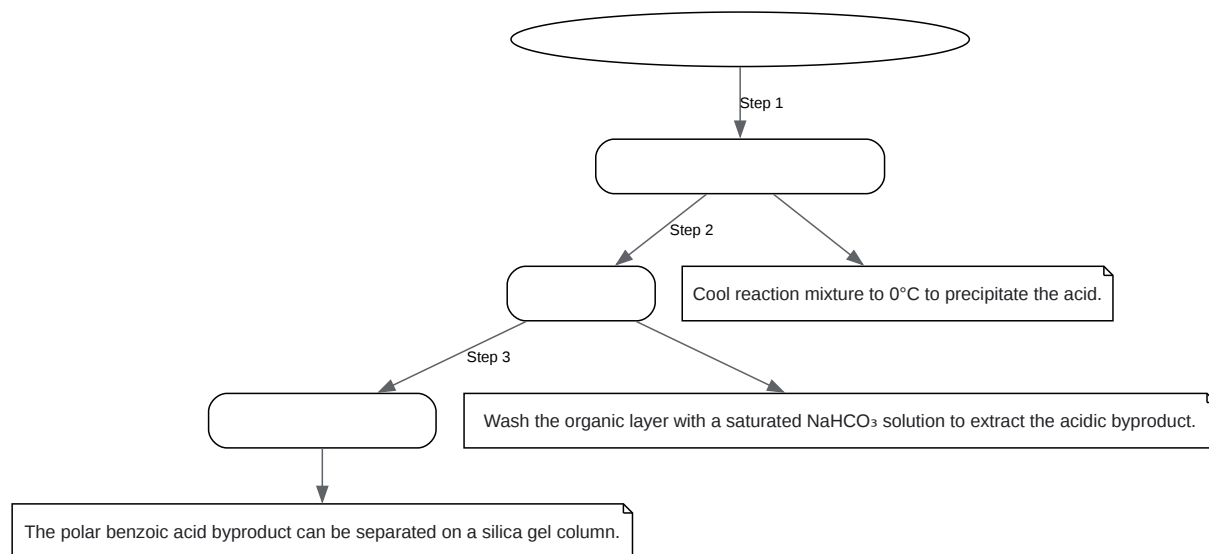 Step 1
Step 2
Cool reaction mixture to 0°C to precipitate the acid.
Step 3
Wash the organic layer with a saturated NaHCO₃ solution to extract the acidic byproduct.
The polar benzoic acid byproduct can be separated on a silica gel column.